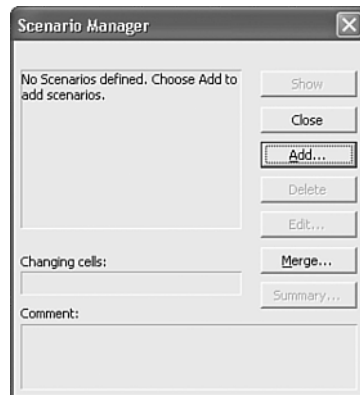 Scenario Manager
No Scenarios defined. Choose Add to
add scenarios.
Show
Close
Add...
Delete
Edit...
Changing cells:
Merge...
Summary...
Comment: